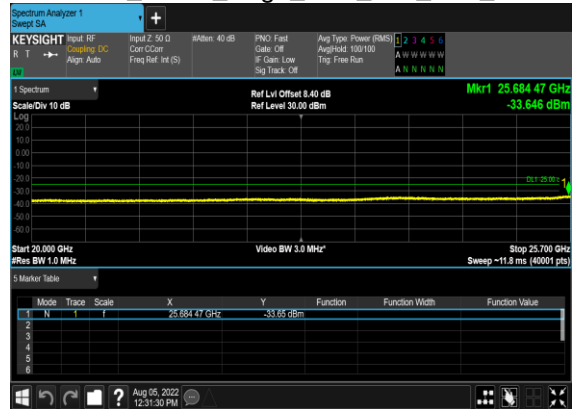 Spectrum Analyzer 1
Swept SA
+
KEYSIGHT Input: RF Input Z: 50 Ω #Atten: 40 dB PNO: Fast Avg Type: Power (RMS) 1 2 3 4 5 6
R T Coupling: DC Corr CCorr Gate: Off Avg|Hold: 100/100 A W W W W W
Align: Auto Freq Ref: Int (S) IF Gain: Low Trig: Free Run
Sig Track: Off A N N N N N
1 Spectrum Ref Lvl Offset 8.40 dB Mkr1 25.684 47 GHz
Scale/Div 10 dB Ref Level 30.00 dBm -33.646 dBm
Log
20.0
10.0
0.00
-10.0
-20.0
-30.0
-40.0
-50.0
-60.0
1
Start 20.000 GHz Video BW 3.0 MHz* Stop 25.700 GHz
#Res BW 1.0 MHz Sweep ~11.8 ms (40001 pts)
5 Marker Table
Mode Trace Scale X Y Function Function Width Function Value
1 N 1 f 25.684 47 GHz -33.65 dBm
2
3
4
5
6
? Aug 05, 2022
12:31:30 PM